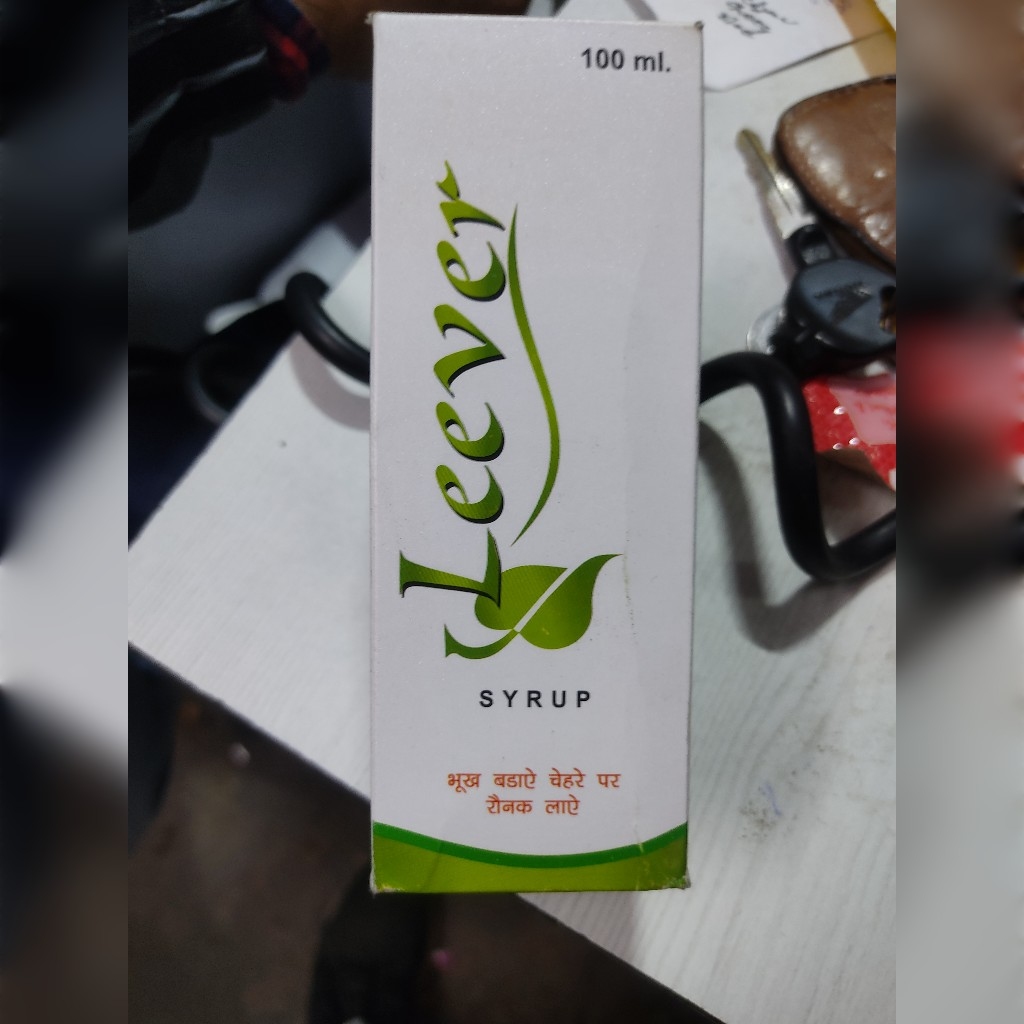 100 ml.
Leever
SYRUP
भूख बडाऐ चेहरे पर
रौनक लाऐ